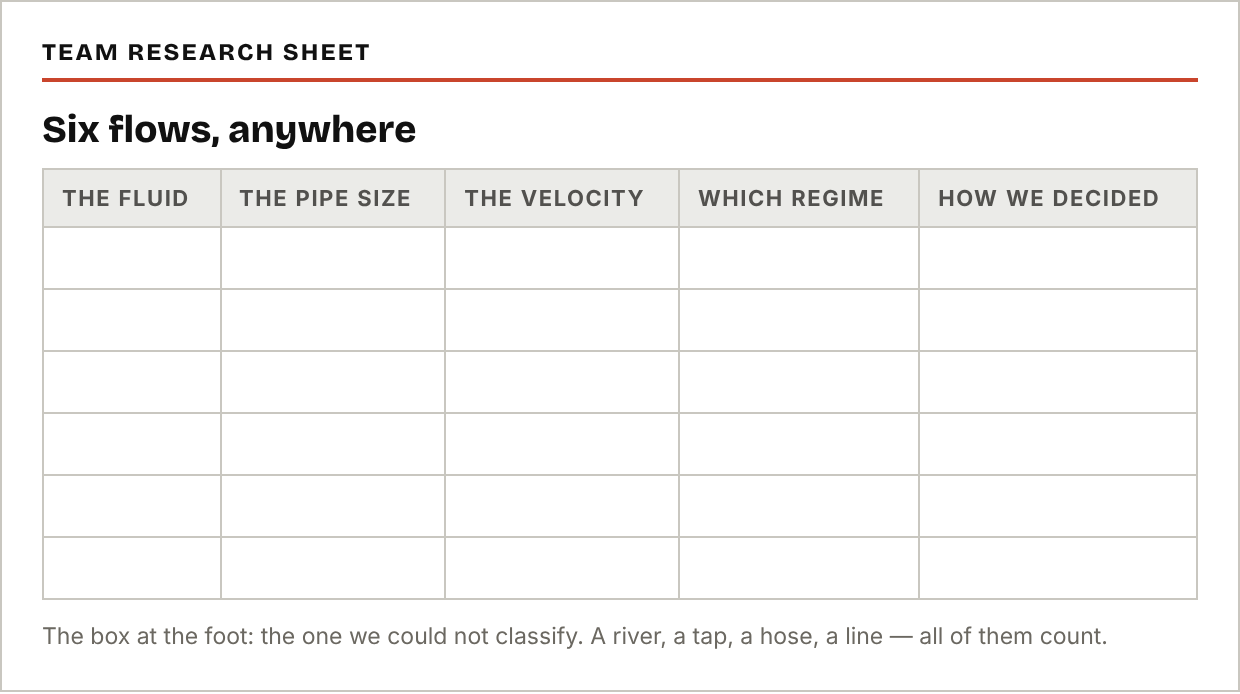 TEAM RESEARCH SHEET
Six flows, anywhere
THE FLUID THE PIPE SIZE THE VELOCITY WHICH REGIME HOW WE DECIDED
The box at the foot: the one we could not classify. A river, a tap, a hose, a line — all of them count.